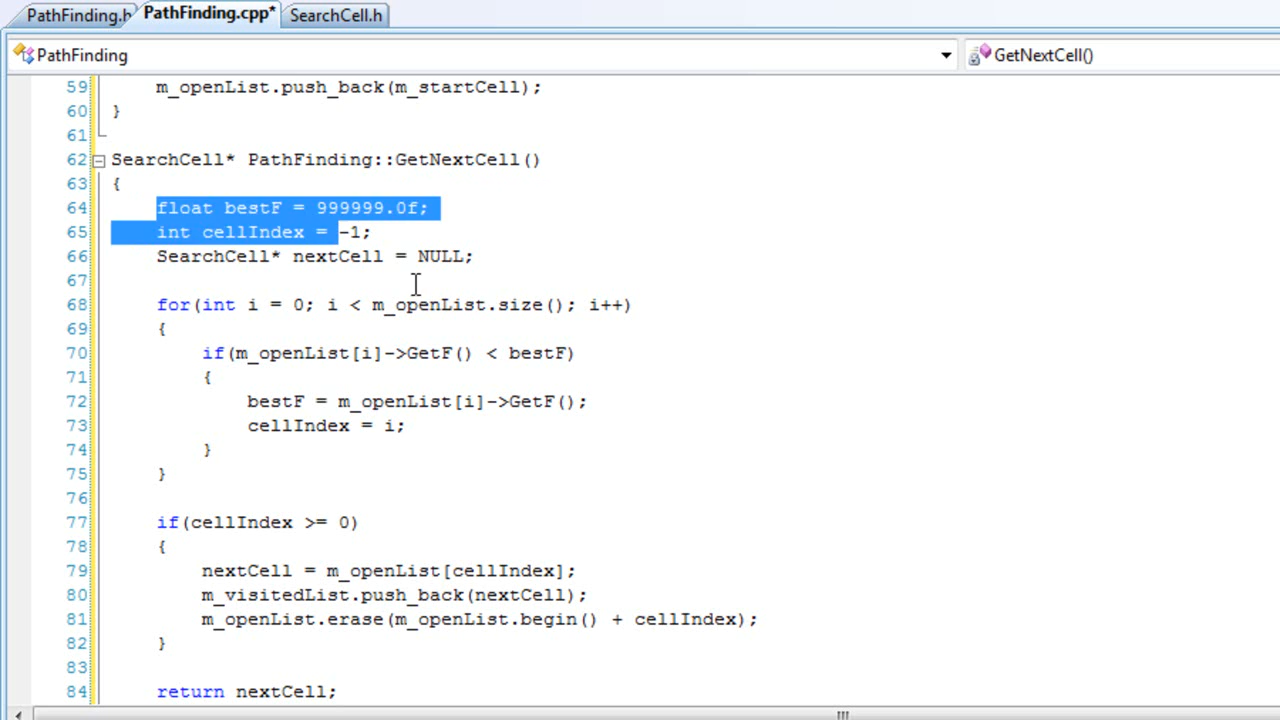 PathFinding.h PathFinding.cpp* SearchCell.h
PathFinding GetNextCell()
59 m_openList.push_back(m_startCell);
60 }
61
62 SearchCell* PathFinding::GetNextCell()
63 {
64 float bestF = 999999.0f;
65 int cellIndex = -1;
66 SearchCell* nextCell = NULL;
67
68 for(int i = 0; i < m_openList.size(); i++)
69 {
70 if(m_openList[i]->GetF() < bestF)
71 {
72 bestF = m_openList[i]->GetF();
73 cellIndex = i;
74 }
75 }
76
77 if(cellIndex >= 0)
78 {
79 nextCell = m_openList[cellIndex];
80 m_visitedList.push_back(nextCell);
81 m_openList.erase(m_openList.begin() + cellIndex);
82 }
83
84 return nextCell;